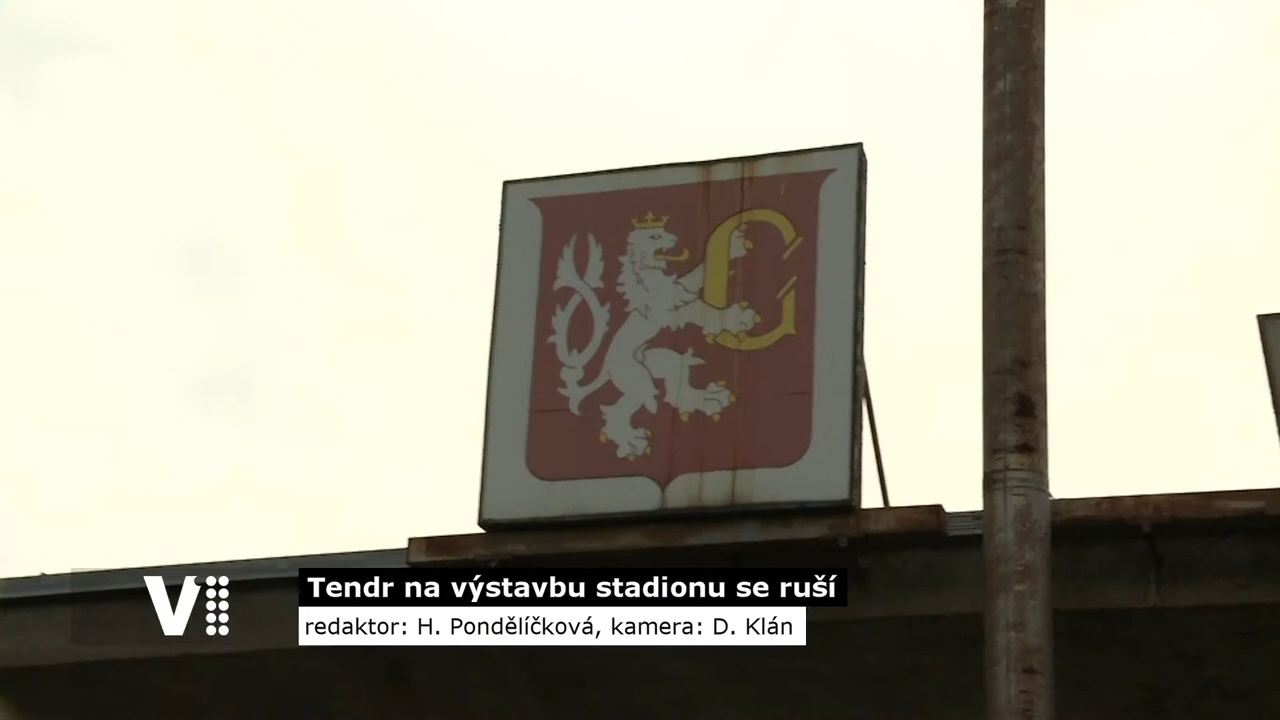 Tendr na výstavbu stadionu se ruší
redaktor: H. Pondělíčková, kamera: D. Klán